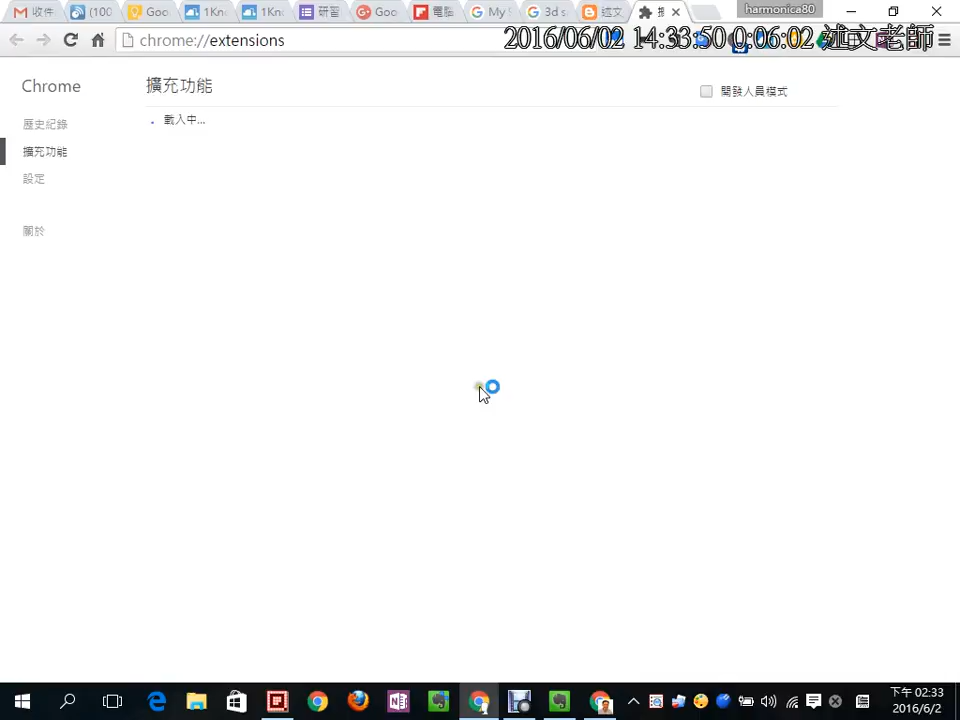 收件
(100
Goo
1Kno
1Kno
研習
Goo
電腦
My
3d s
述文
harmonica80
chrome://extensions
2016/06/02 14:33:50 0:06:02 述文老師
Chrome
擴充功能
開發人員模式
歷史紀錄
載入中...
擴充功能
設定
關於
下午 02:33
2016/6/2